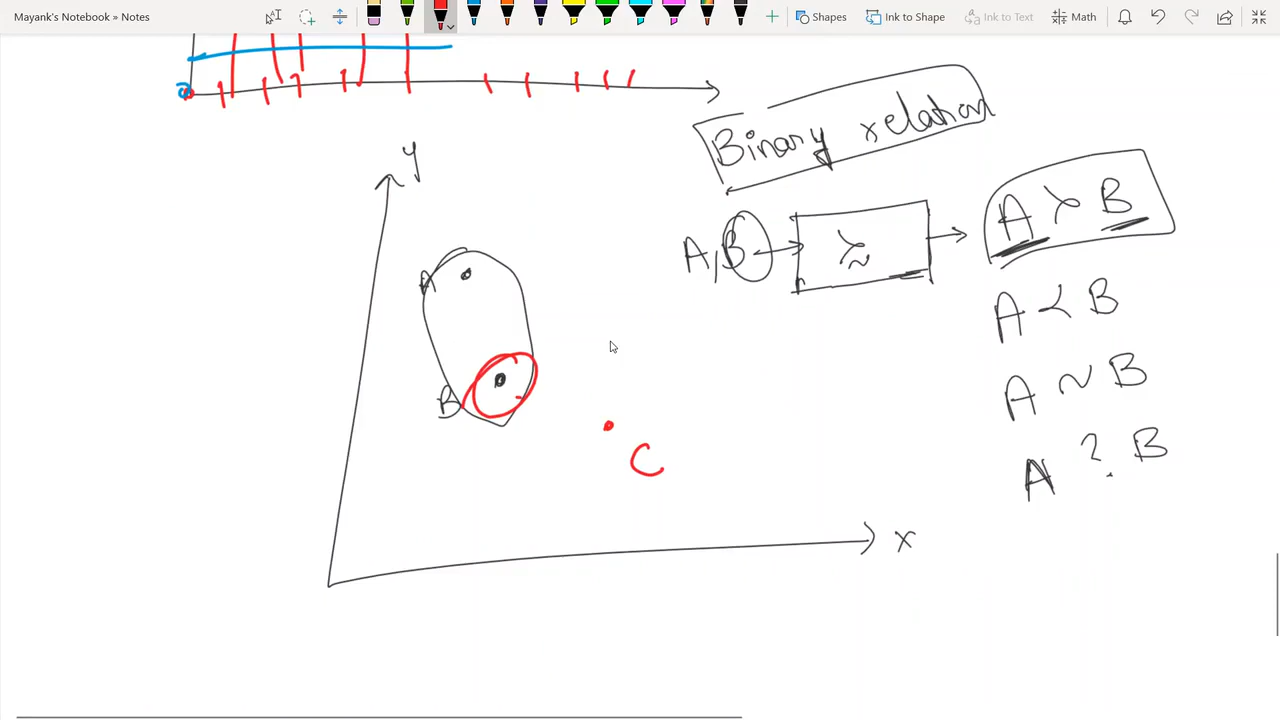 Mayank's Notebook » Notes
Shapes
Ink to Shape
Ink to Text
Math
Binary relation
y
A, B → ≿ → A ≻ B
A ≺ B
A ~ B
A ? B
A
B
C
x